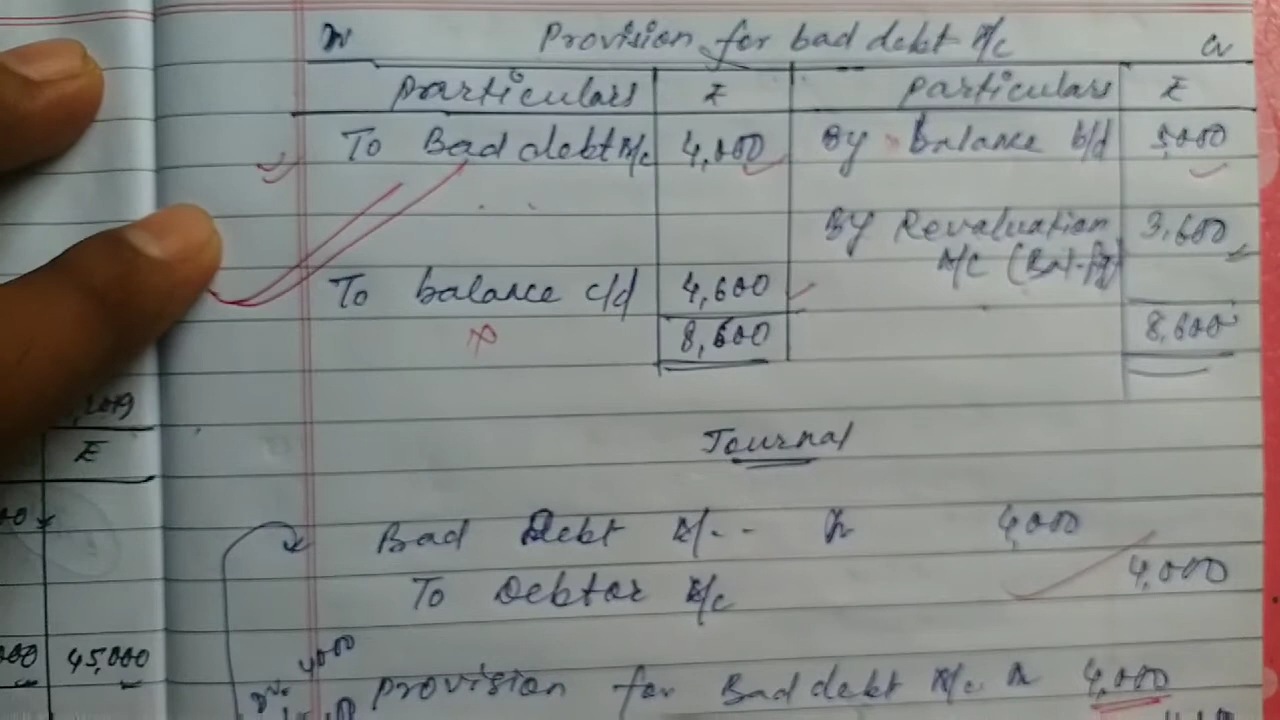 Dr Provision for bad debt A/c Cr
Particulars ₹ Particulars ₹
To Bad debt A/c 4,000 By Balance b/d 5,000
By Revaluation 3,600
A/c (Bal-fig)
To balance c/d 4,600
8,600 8,600
2019
₹
Journal
Bad Debt A/c -- Dr 4,000
To Debtor A/c 4,000
45,000
4000
Provision for Bad debt A/c Dr 4,000